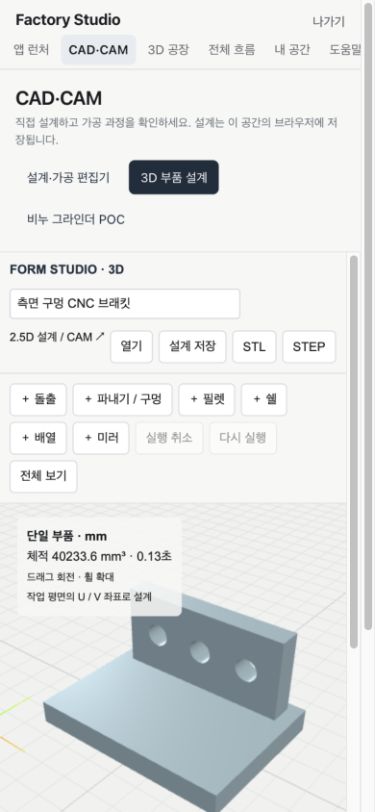 Factory Studio
나가기
앱 런처
CAD·CAM
3D 공장
전체 흐름
내 공간
도움말
CAD·CAM
직접 설계하고 가공 과정을 확인하세요. 설계는 이 공간의 브라우저에 저
장됩니다.
설계·가공 편집기
3D 부품 설계
비누 그라인더 POC
FORM STUDIO · 3D
측면 구멍 CNC 브래킷
2.5D 설계 / CAM ↗
열기
설계 저장
STL
STEP
+ 돌출
+ 파내기 / 구멍
+ 필렛
+ 쉘
+ 배열
+ 미러
실행 취소
다시 실행
전체 보기
단일 부품 · mm
체적 40233.6 mm³ · 0.13초
드래그 회전 · 휠 확대
작업 평면의 U / V 좌표로 설계